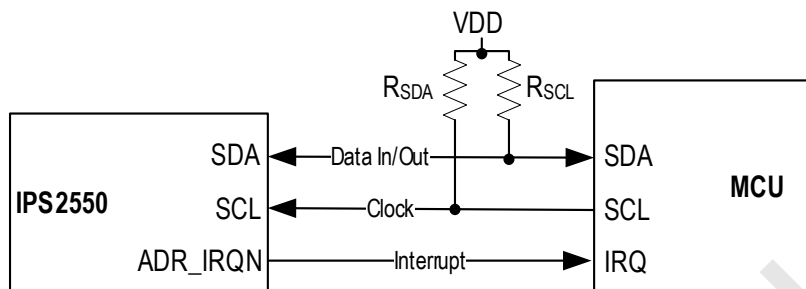 VDD
RSDA RSCL
SDA Data In/Out SDA
IPS2550 MCU
SCL Clock SCL
ADR_IRQN Interrupt IRQ